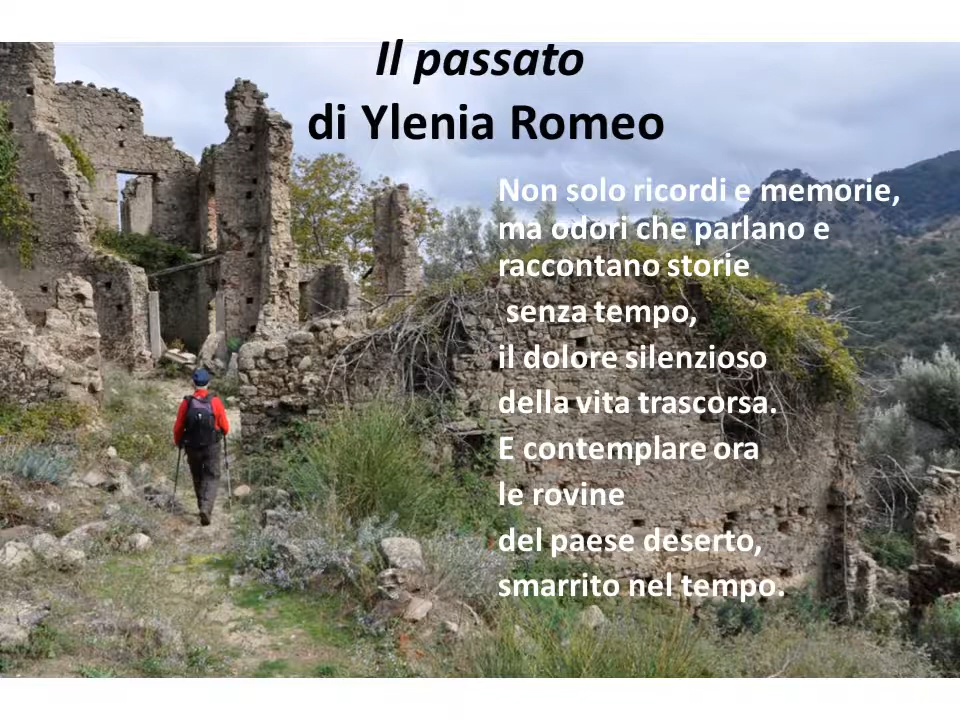 Il passato
di Ylenia Romeo
Non solo ricordi e memorie,
ma odori che parlano e
raccontano storie
senza tempo,
il dolore silenzioso
della vita trascorsa.
E contemplare ora
le rovine
del paese deserto,
smarrito nel tempo.